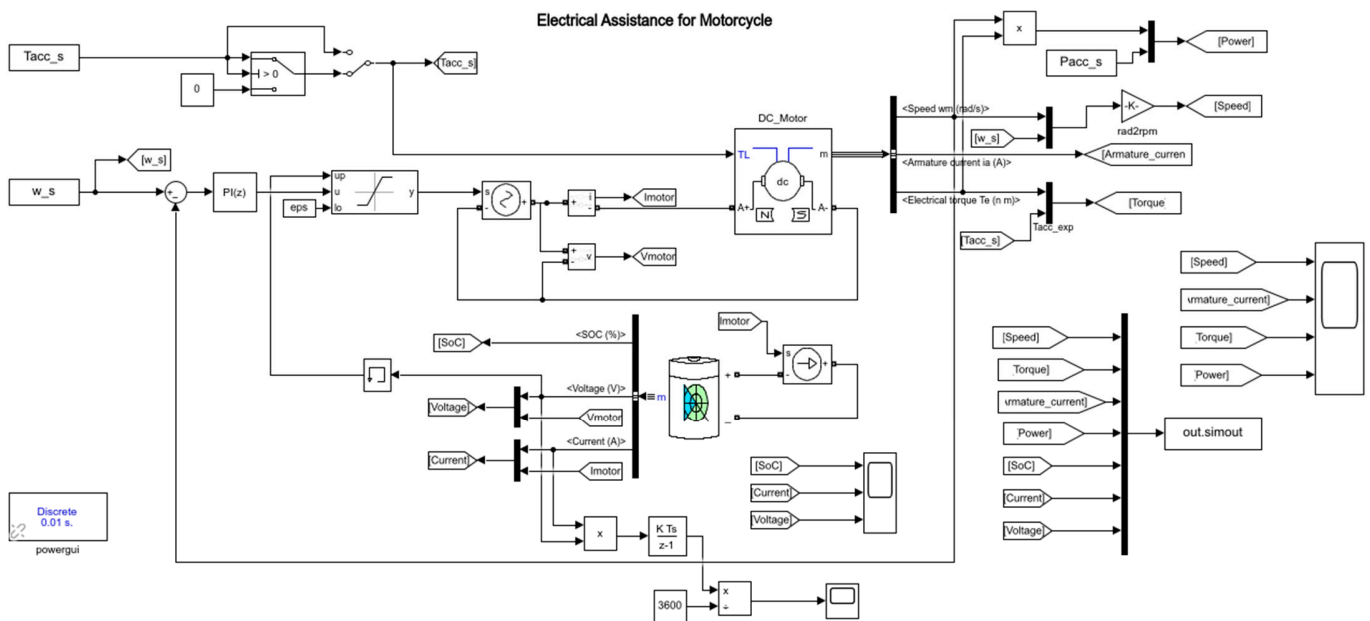 Electrical Assistance for Motorcycle
Tacc_s
0
> 0
[Tacc_s]
x
Pacc_s
[Power]
<Speed wm (rad/s)>
[w_s]
-K-
rad2rpm
[Speed]
<Armature current ia (A)>
[Armature_curren
<Electrical torque Te (n m)>
[Tacc_s]
Tacc_exp
[Torque
DC_Motor
TL
m
dc
A+
N
S
A-
w_s
[w_s]
+
-
PI(z)
eps
up
u
lo
y
s
-
+
+
i
-
Imotor
+
-
v
Vmotor
[SoC]
<SOC (%)>
<Voltage (V)>
[Voltage]
Vmotor
<Current (A)>
[Current]
Imotor
m
+
_
Imotor
s
-
+
[SoC]
[Current]
[Voltage]
[Speed]
rmature_current]
Torque]
Power]
[Speed]
Torque]
rmature_current]
Power]
[SoC]
[Current]
[Voltage]
out.simout
Discrete
0.01 s.
powergui
x
K Ts
z-1
3600
x
÷